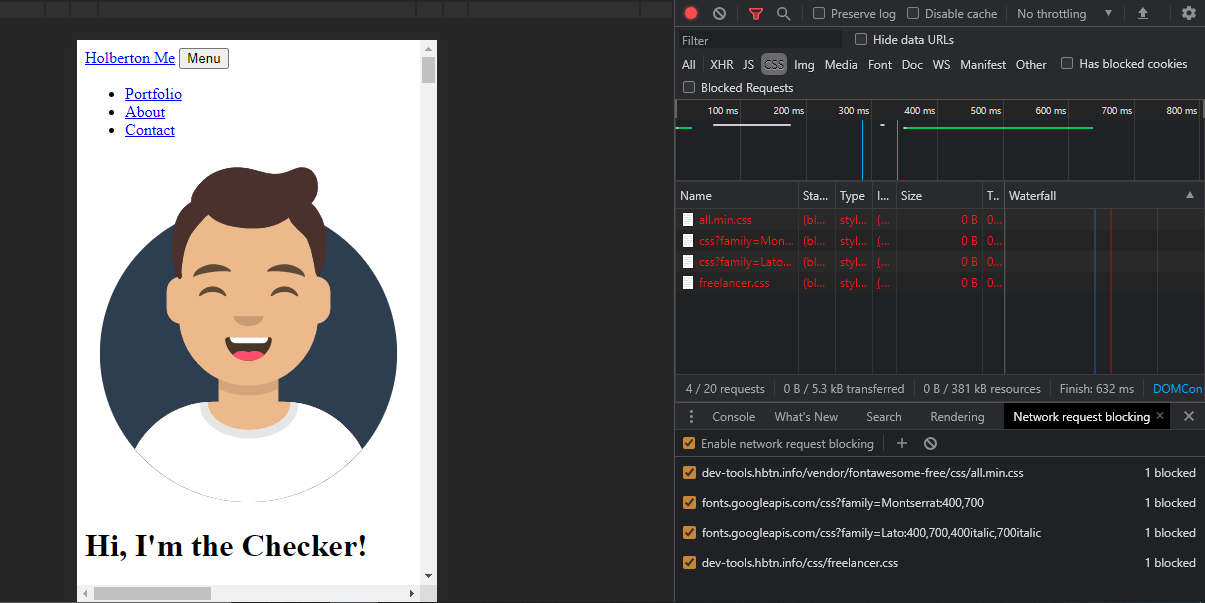 Holberton Me Menu
Portfolio
About
Contact
Hi, I'm the Checker!
Preserve log Disable cache No throttling
Filter Hide data URLs
All XHR JS CSS Img Media Font Doc WS Manifest Other Has blocked cookies
Blocked Requests
100 ms 200 ms 300 ms 400 ms 500 ms 600 ms 700 ms 800 ms
Name Sta... Type I... Size T.. Waterfall
all.min.css (bl... styl... (... 0 B 0...
css?family=Mon... (bl... styl... (... 0 B 0...
css?family=Lato... (bl... styl... (... 0 B 0...
freelancer.css (bl... styl... (... 0 B 0...
4 / 20 requests 0 B / 5.3 kB transferred 0 B / 381 kB resources Finish: 632 ms DOMCon
Console What's New Search Rendering Network request blocking
Enable network request blocking
dev-tools.hbtn.info/vendor/fontawesome-free/css/all.min.css 1 blocked
fonts.googleapis.com/css?family=Montserrat:400,700 1 blocked
fonts.googleapis.com/css?family=Lato:400,700,400italic,700italic 1 blocked
dev-tools.hbtn.info/css/freelancer.css 1 blocked